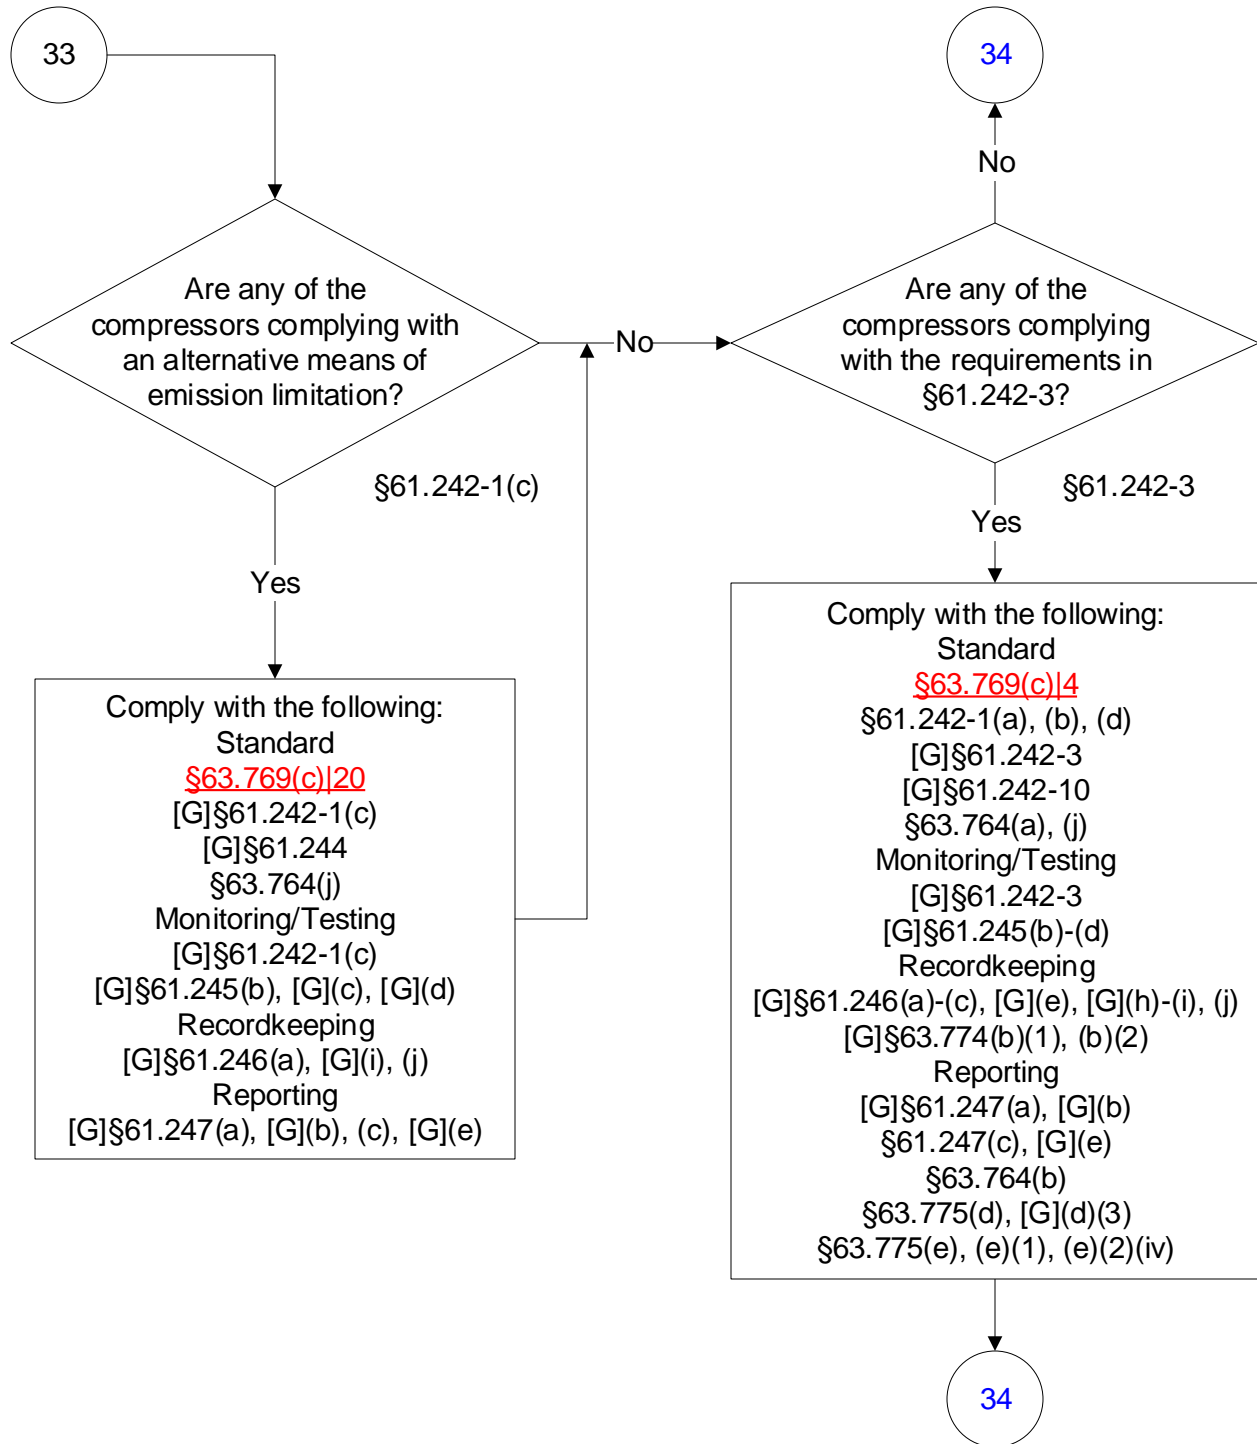 33
Are any of the
compressors complying with
an alternative means of
emission limitation?
§61.242-1(c)
No
Yes
Comply with the following:
Standard
§63.769(c)|20
[G]§61.242-1(c)
[G]§61.244
§63.764(j)
Monitoring/Testing
[G]§61.242-1(c)
[G]§61.245(b), [G](c), [G](d)
Recordkeeping
[G]§61.246(a), [G](i), (j)
Reporting
[G]§61.247(a), [G](b), (c), [G](e)
34
No
Are any of the
compressors complying
with the requirements in
§61.242-3?
§61.242-3
Yes
Comply with the following:
Standard
§63.769(c)|4
§61.242-1(a), (b), (d)
[G]§61.242-3
[G]§61.242-10
§63.764(a), (j)
Monitoring/Testing
[G]§61.242-3
[G]§61.245(b)-(d)
Recordkeeping
[G]§61.246(a)-(c), [G](e), [G](h)-(i), (j)
[G]§63.774(b)(1), (b)(2)
Reporting
[G]§61.247(a), [G](b)
§61.247(c), [G](e)
§63.764(b)
§63.775(d), [G](d)(3)
§63.775(e), (e)(1), (e)(2)(iv)
34